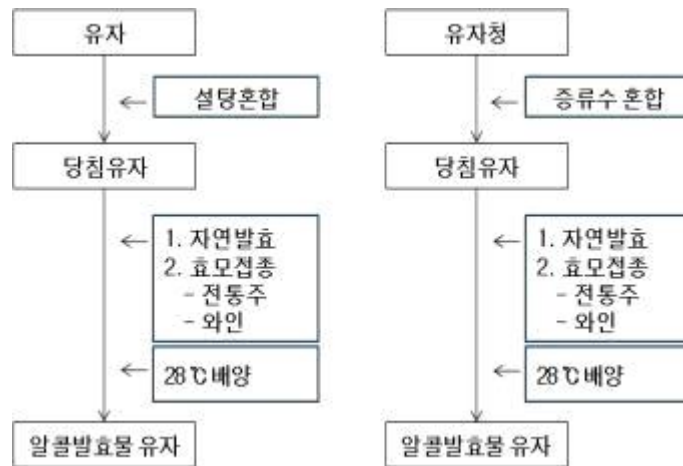 유자
설탕혼합
당침유자
1. 자연발효
2. 효모접종
- 전통주
- 와인
28℃ 배양
알콜발효물 유자
유자청
증류수 혼합
당침유자
1. 자연발효
2. 효모접종
- 전통주
- 와인
28℃ 배양
알콜발효물 유자